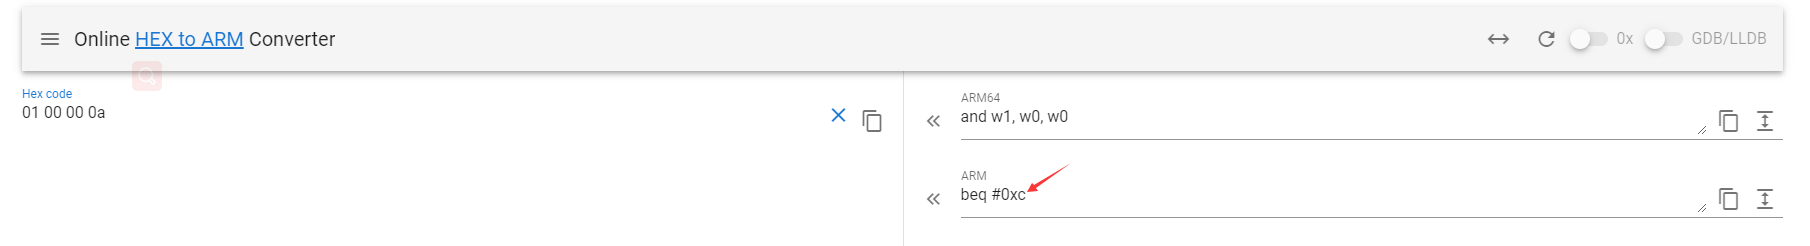 Online HEX to ARM Converter
0x
GDB/LLDB
Hex code
01 00 00 0a
ARM64
and w1, w0, w0
ARM
beq #0xc